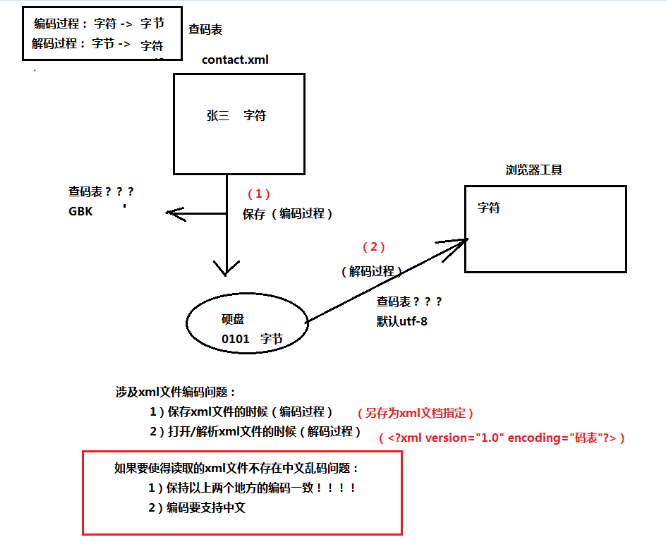 编码过程：字符 -> 字节
解码过程：字节 -> 字符
查码表
contact.xml
张三 字符
（1）
查码表？？？
GBK '
保存（编码过程）
浏览器工具
字符
（2）
（解码过程）
查码表？？？
默认utf-8
硬盘
0101 字节
涉及xml文件编码问题：
1）保存xml文件的时候（编码过程） （另存为xml文档指定）
2）打开/解析xml文件的时候（解码过程） （<?xml version="1.0" encoding="码表"?>）
如果要使得读取的xml文件不存在中文乱码问题：
1）保持以上两个地方的编码一致！！！！
2）编码要支持中文